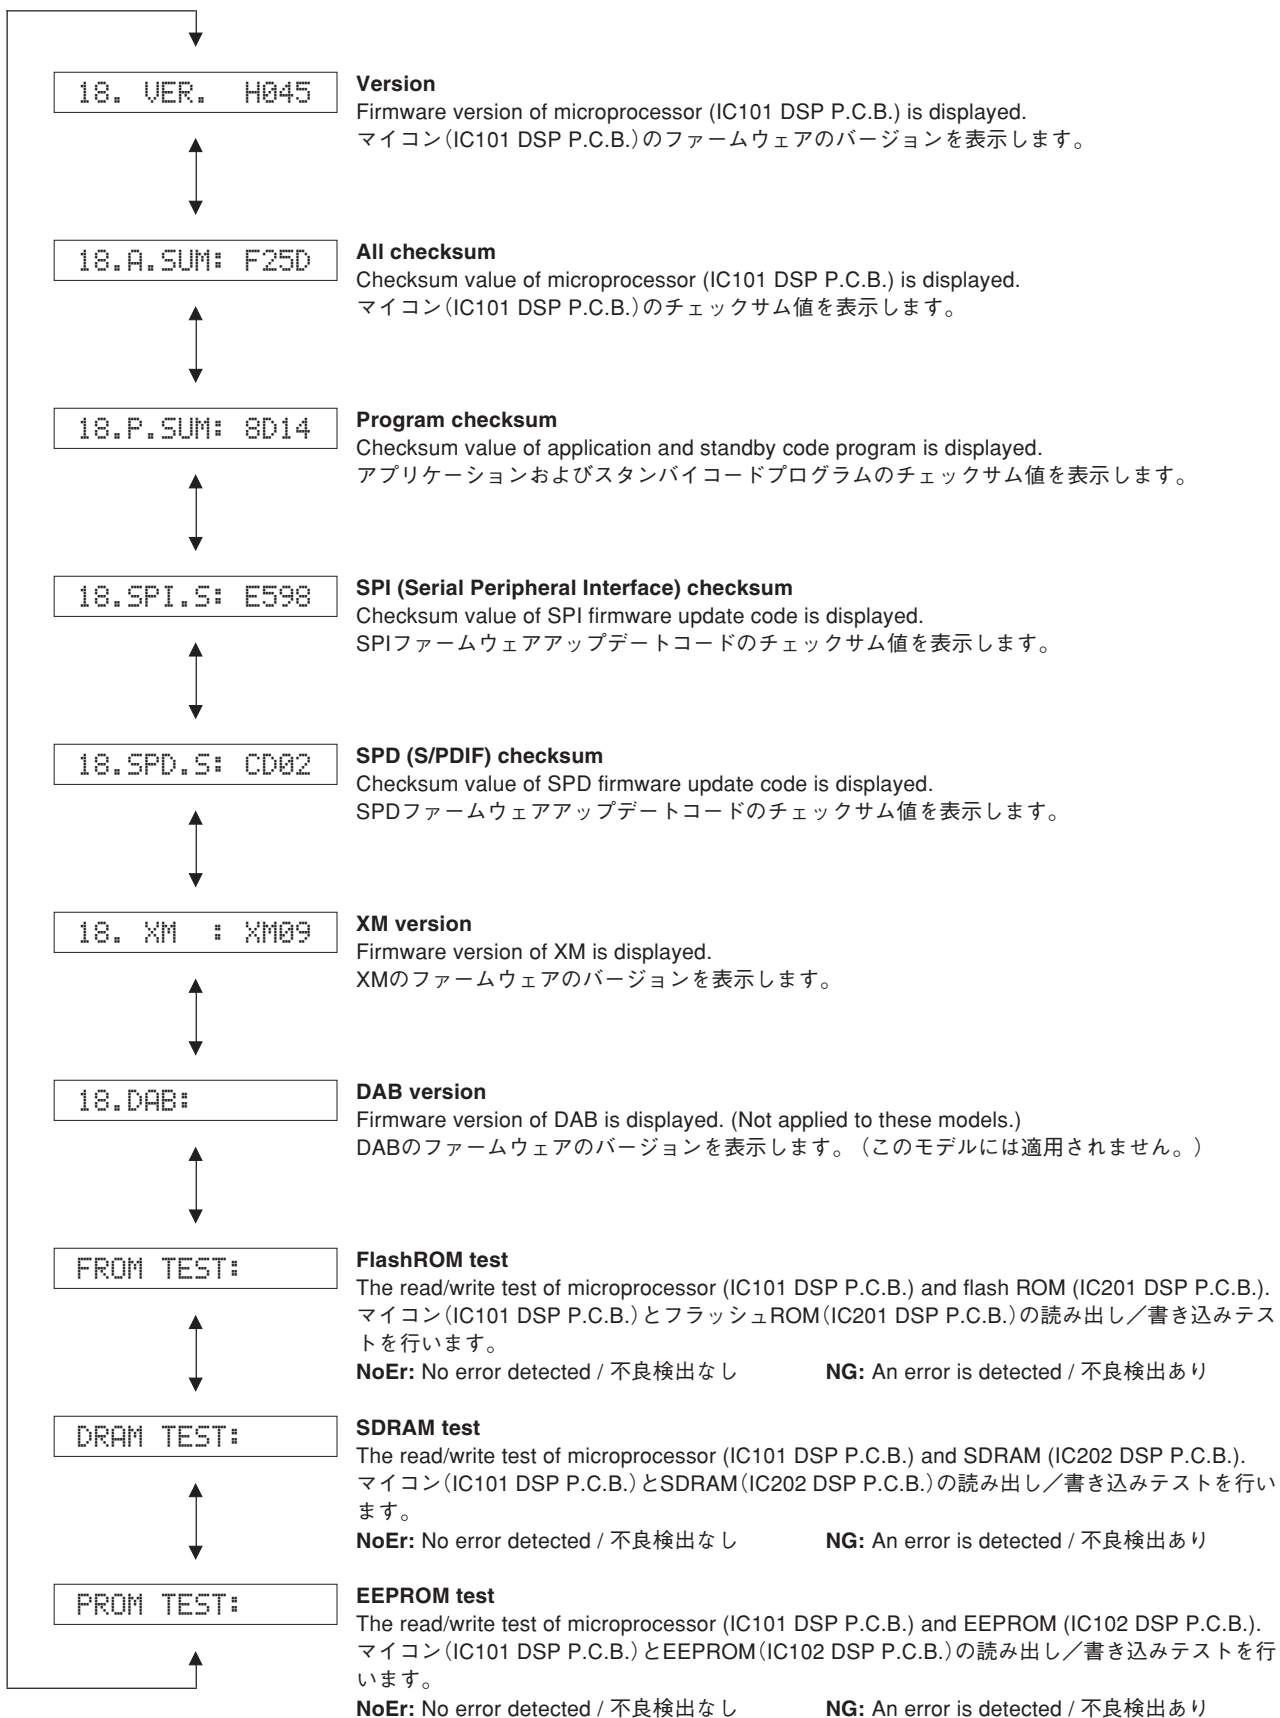 18. VER. H045
Version
Firmware version of microprocessor (IC101 DSP P.C.B.) is displayed.
マイコン（IC101 DSP P.C.B.）のファームウェアのバージョンを表示します。
18.A.SUM: F25D
All checksum
Checksum value of microprocessor (IC101 DSP P.C.B.) is displayed.
マイコン（IC101 DSP P.C.B.）のチェックサム値を表示します。
18.P.SUM: 8D14
Program checksum
Checksum value of application and standby code program is displayed.
アプリケーションおよびスタンバイコードプログラムのチェックサム値を表示します。
18.SPI.S: E598
SPI (Serial Peripheral Interface) checksum
Checksum value of SPI firmware update code is displayed.
SPIファームウェアアップデートコードのチェックサム値を表示します。
18.SPD.S: CD02
SPD (S/PDIF) checksum
Checksum value of SPD firmware update code is displayed.
SPDファームウェアアップデートコードのチェックサム値を表示します。
18. XM : XM09
XM version
Firmware version of XM is displayed.
XMのファームウェアのバージョンを表示します。
18.DAB:
DAB version
Firmware version of DAB is displayed. (Not applied to these models.)
DABのファームウェアのバージョンを表示します。（このモデルには適用されません。）
FROM TEST:
FlashROM test
The read/write test of microprocessor (IC101 DSP P.C.B.) and flash ROM (IC201 DSP P.C.B.).
マイコン（IC101 DSP P.C.B.）とフラッシュROM（IC201 DSP P.C.B.）の読み出し／書き込みテス
トを行います。
NoEr: No error detected / 不良検出なし NG: An error is detected / 不良検出あり
DRAM TEST:
SDRAM test
The read/write test of microprocessor (IC101 DSP P.C.B.) and SDRAM (IC202 DSP P.C.B.).
マイコン（IC101 DSP P.C.B.）とSDRAM（IC202 DSP P.C.B.）の読み出し／書き込みテストを行い
ます。
NoEr: No error detected / 不良検出なし NG: An error is detected / 不良検出あり
PROM TEST:
EEPROM test
The read/write test of microprocessor (IC101 DSP P.C.B.) and EEPROM (IC102 DSP P.C.B.).
マイコン（IC101 DSP P.C.B.）とEEPROM（IC102 DSP P.C.B.）の読み出し／書き込みテストを行
います。
NoEr: No error detected / 不良検出なし NG: An error is detected / 不良検出あり